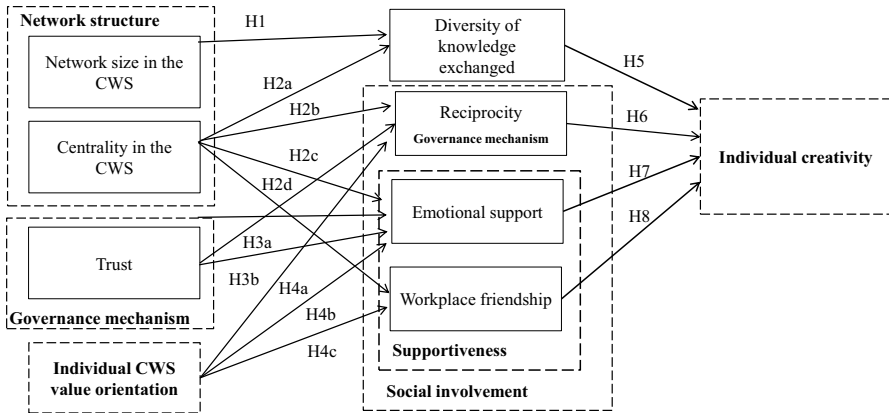 Network structure
Network size in the
CWS
Centrality in the
CWS
Trust
Governance mechanism
Individual CWS
value orientation
H1
H2a
H2b
H2c
H2d
H3a
H3b
H4a
H4b
H4c
Diversity of
knowledge
exchanged
Reciprocity
Governance mechanism
Emotional support
Workplace friendship
Supportiveness
Social involvement
H5
H6
H7
H8
Individual creativity